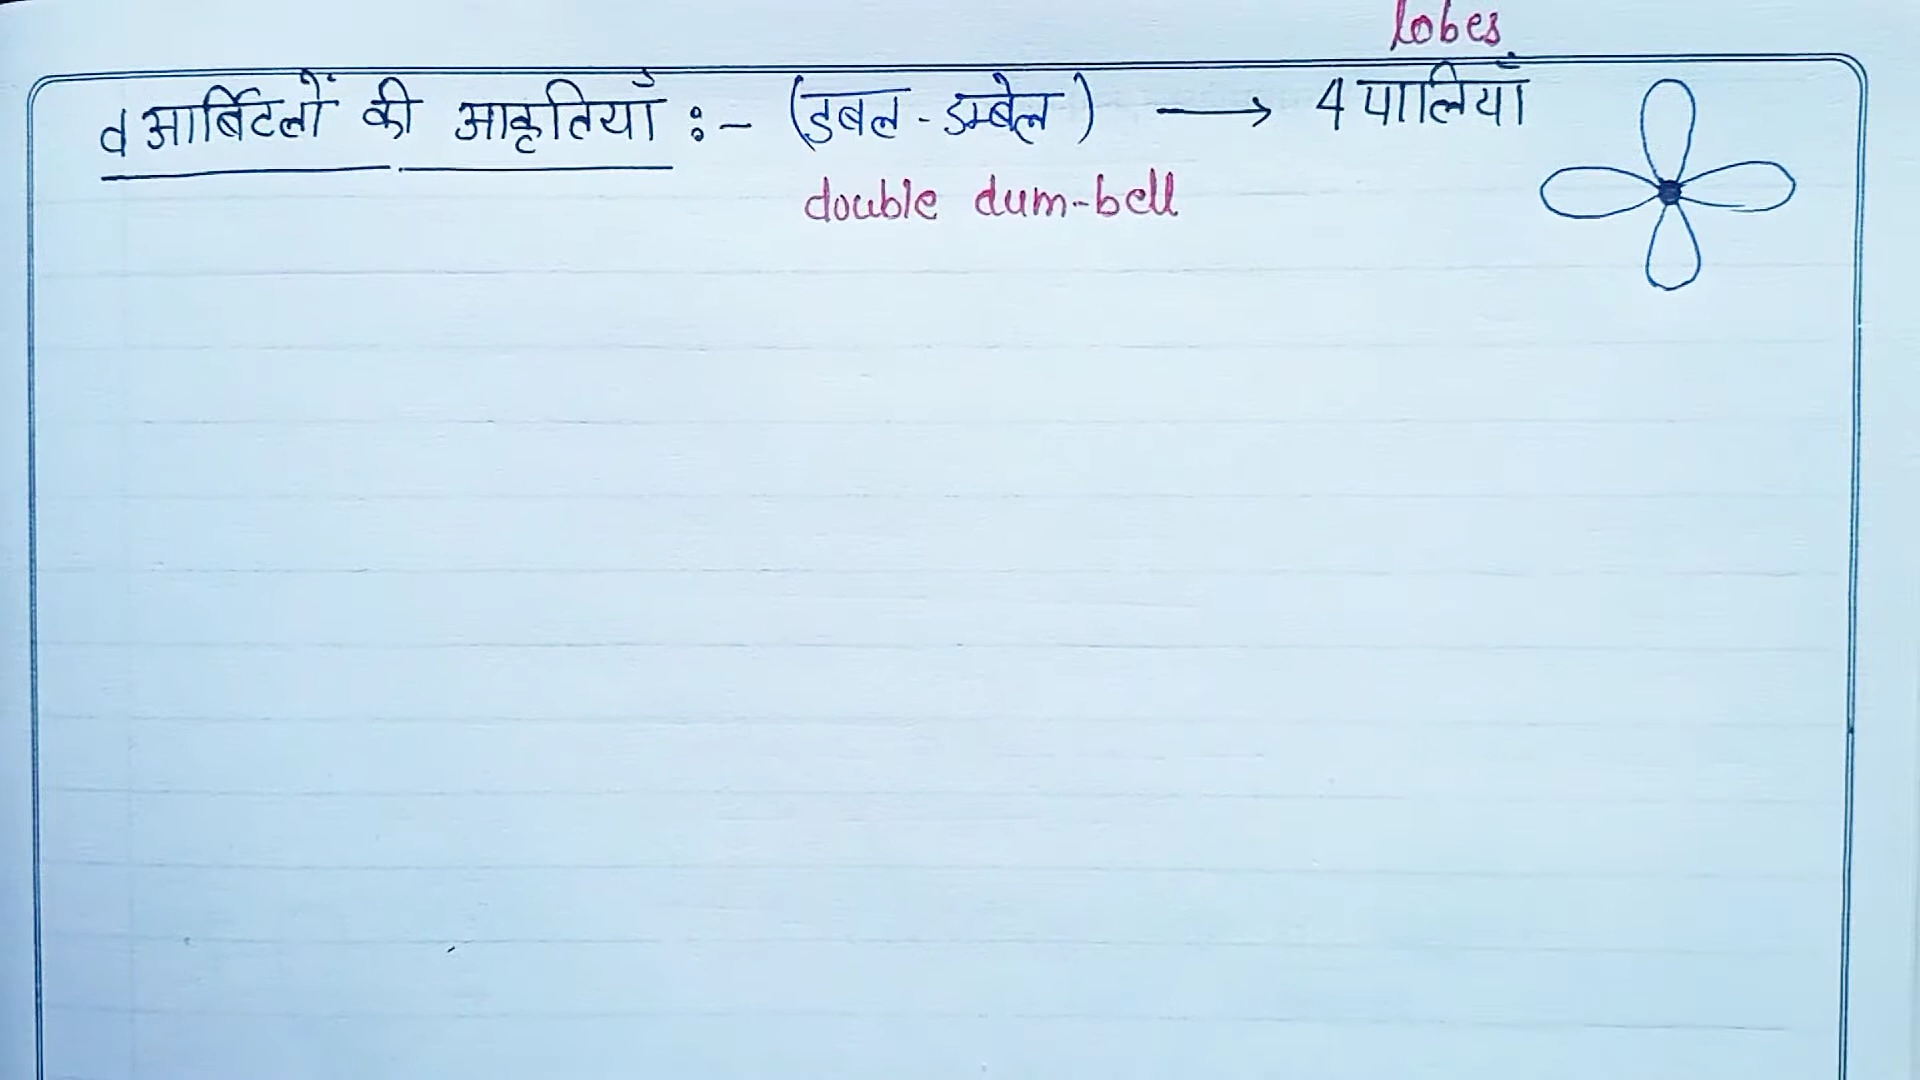 lobes
d आर्बिटलों की आकृतियाँ :- (डबल-डम्बेल) → 4 पालियाँ
double dum-bell